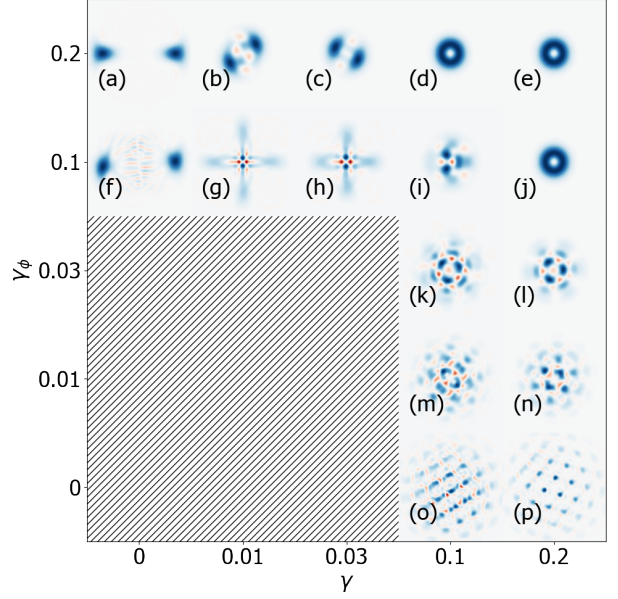 0.2
(a) (b) (c) (d) (e)
0.1
(f) (g) (h) (i) (j)
γ_ϕ
0.03
(k) (l)
0.01
(m) (n)
0
(o) (p)
0 0.01 0.03 0.1 0.2
γ